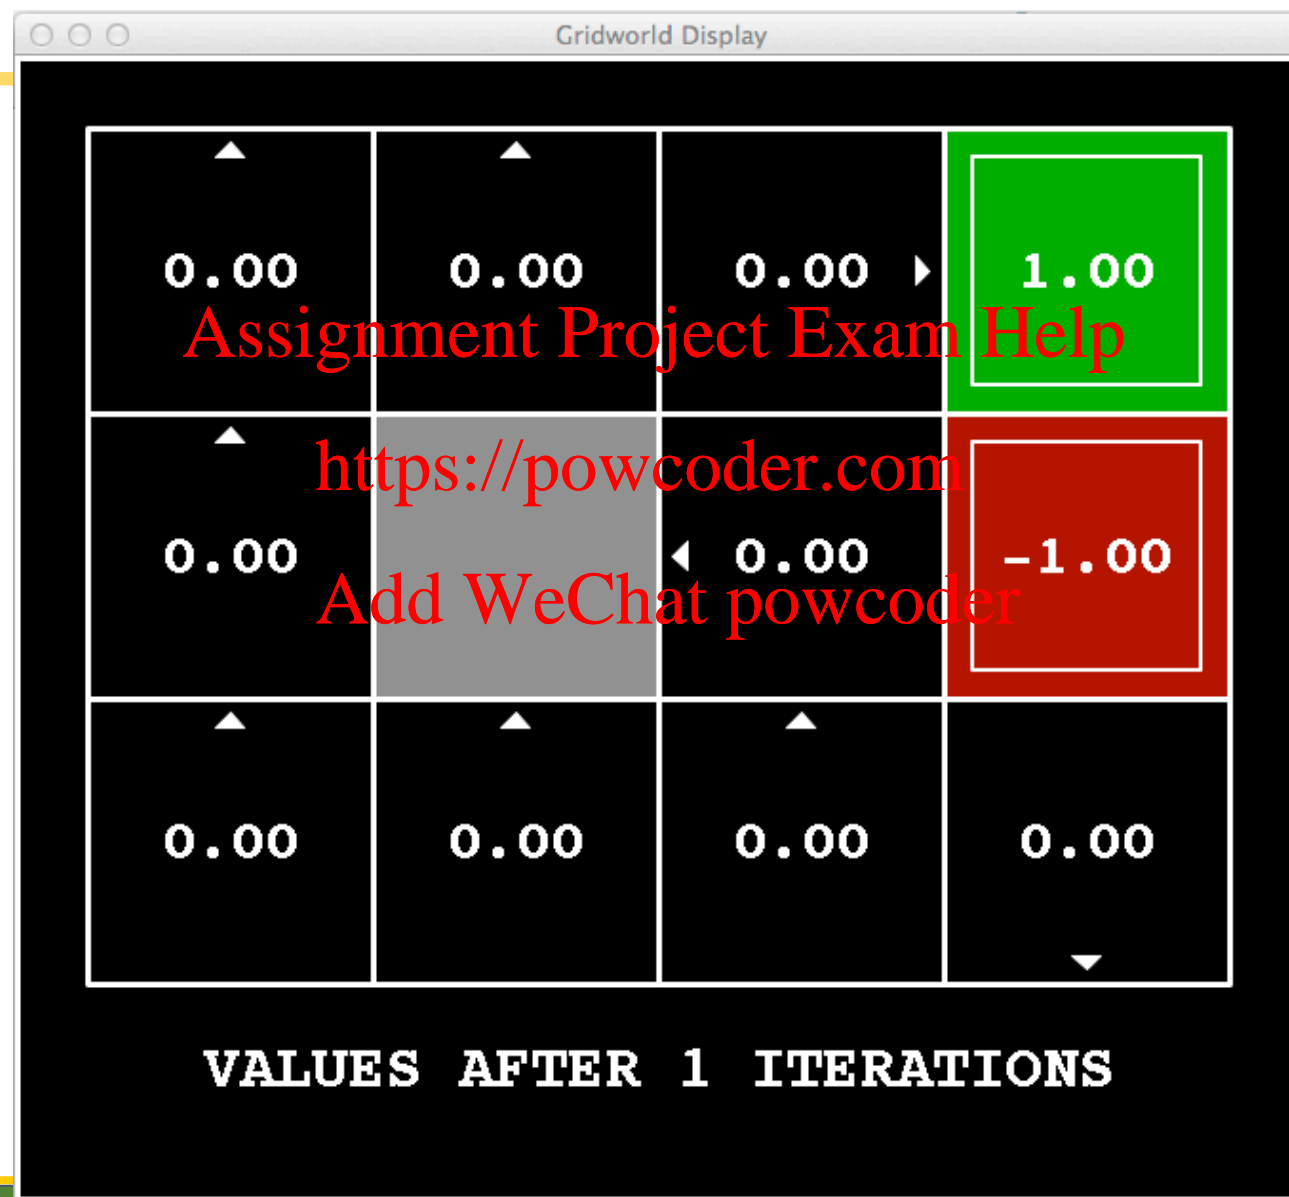 Gridworld Display
0.00 0.00 0.00 1.00
Assignment Project Exam Help
https://powcoder.com
0.00 0.00 -1.00
Add WeChat powcoder
0.00 0.00 0.00 0.00
VALUES AFTER 1 ITERATIONS